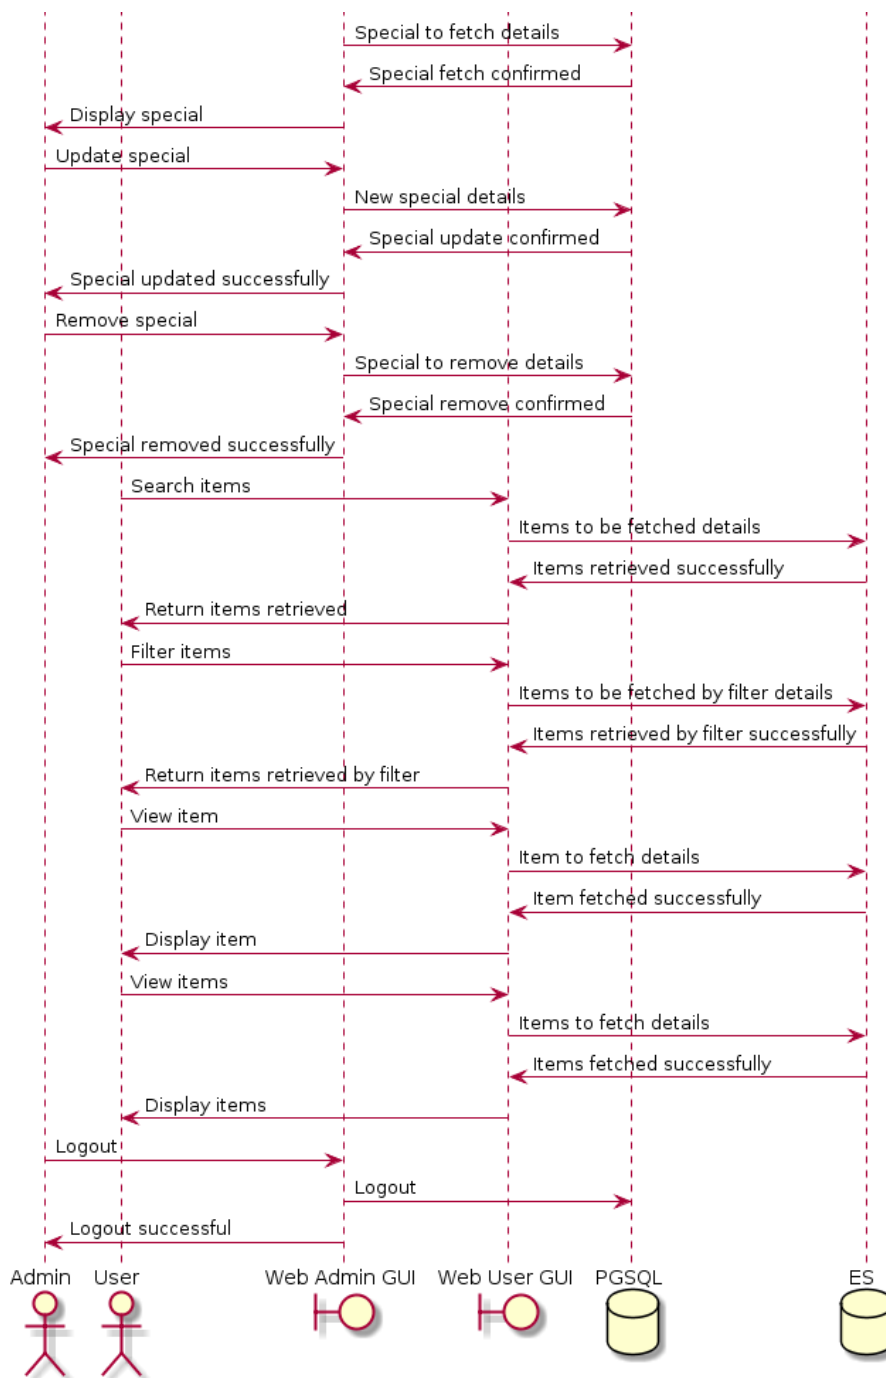 Special to fetch details
Special fetch confirmed
Display special
Update special
New special details
Special update confirmed
Special updated successfully
Remove special
Special to remove details
Special remove confirmed
Special removed successfully
Search items
Items to be fetched details
Items retrieved successfully
Return items retrieved
Filter items
Items to be fetched by filter details
Items retrieved by filter successfully
Return items retrieved by filter
View item
Item to fetch details
Item fetched successfully
Display item
View items
Items to fetch details
Items fetched successfully
Display items
Logout
Logout
Logout successful
Admin User Web Admin GUI Web User GUI PGSQL ES